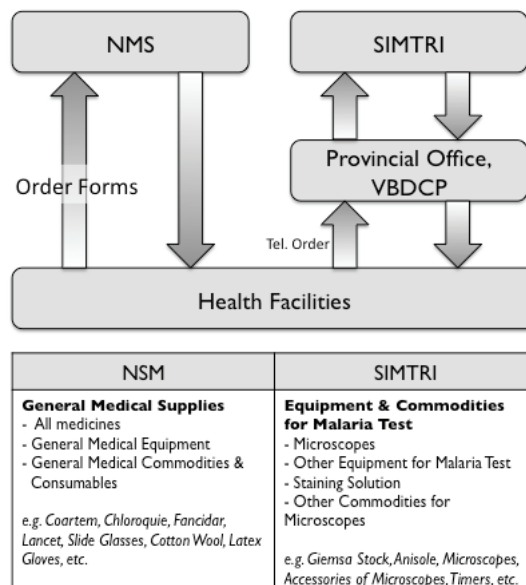 NMS
SIMTRI
Provincial Office,
VBDCP
Order Forms
Tel. Order
Health Facilities
NSM
General Medical Supplies
- All medicines
- General Medical Equipment
- General Medical Commodities &
Consumables
e.g. Coartem, Chloroquie, Fancidar,
Lancet, Slide Glasses, Cotton Wool, Latex
Gloves, etc.
SIMTRI
Equipment & Commodities
for Malaria Test
- Microscopes
- Other Equipment for Malaria Test
- Staining Solution
- Other Commodities for
Microscopes
e.g. Giemsa Stock, Anisole, Microscopes,
Accessories of Microscopes, Timers, etc.